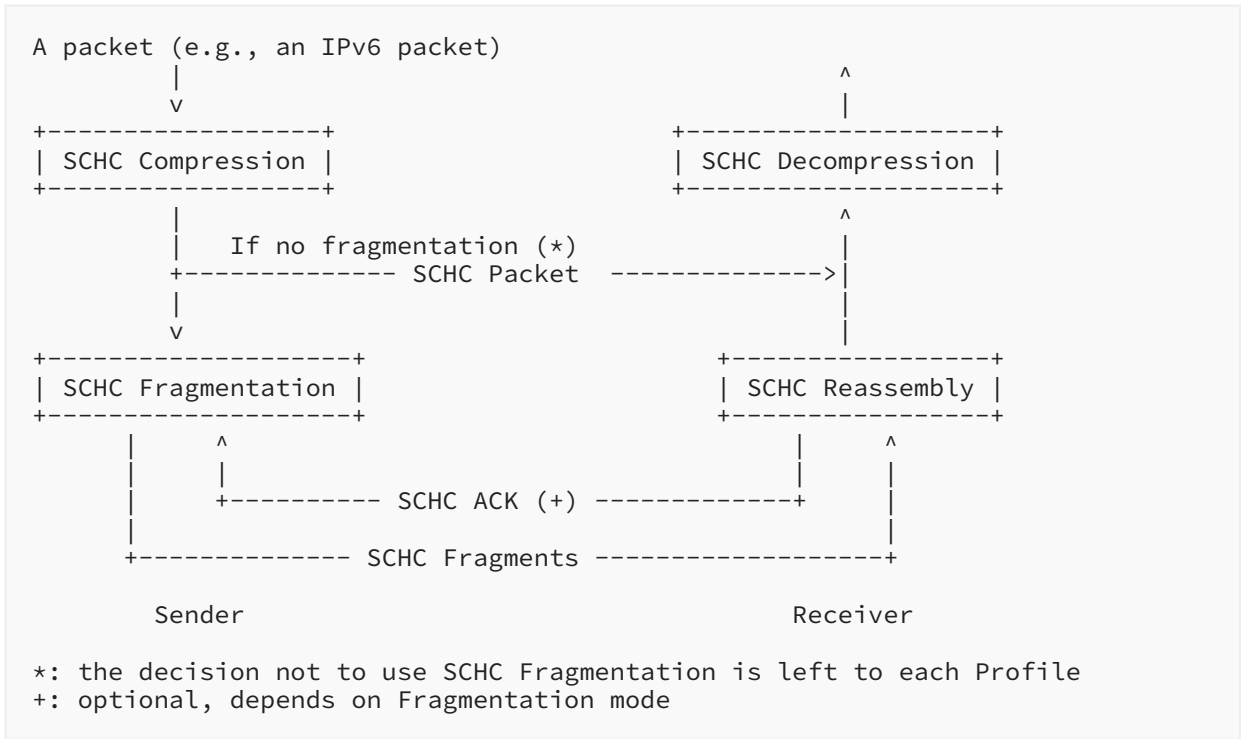 A packet (e.g., an IPv6 packet)
         |                                            ^
         v                                            |
+------------------+                       +--------------------+
| SCHC Compression |                       | SCHC Decompression |
+------------------+                       +--------------------+
         |                                            ^
         |   If no fragmentation (*)                  |
         +-------------- SCHC Packet  -------------->|
         |                                            |
         v                                            |
+--------------------+                        +-----------------+
| SCHC Fragmentation |                        | SCHC Reassembly |
+--------------------+                        +-----------------+
      |     ^                                      |     ^
      |     |                                      |     |
      |     +---------- SCHC ACK (+) -------------+     |
      |                                                  |
      +-------------- SCHC Fragments -------------------+

        Sender                                    Receiver

*: the decision not to use SCHC Fragmentation is left to each Profile
+: optional, depends on Fragmentation mode